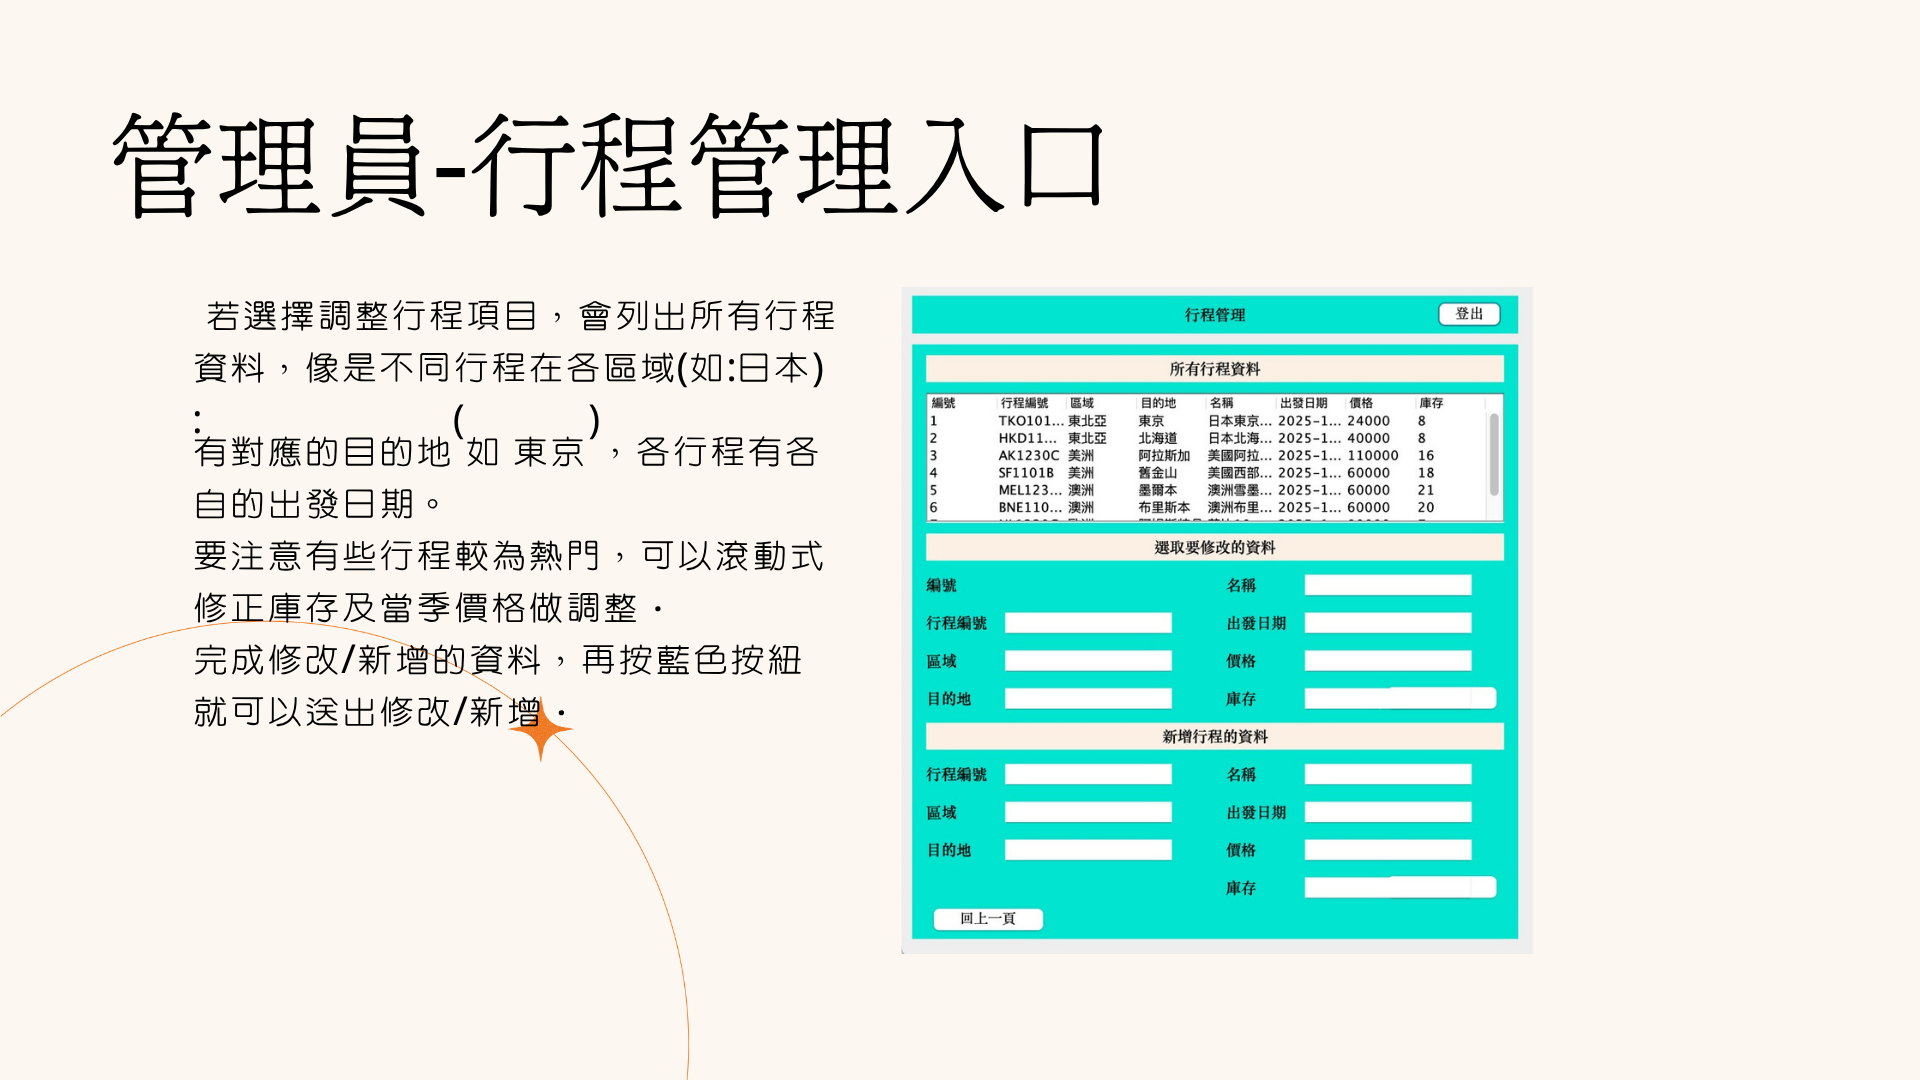 管理員-行程管理入口
若選擇調整行程項目，會列出所有行程
資料，像是不同行程在各區域(如:日本)
: ( )
有對應的目的地 如 東京 ，各行程有各
自的出發日期。
要注意有些行程較為熱門，可以滾動式
修正庫存及當季價格做調整．
完成修改/新增的資料，再按藍色按紐
就可以送出修改/新增．
行程管理 登出
所有行程資料
編號 行程編號 區域 目的地 名稱 出發日期 價格 庫存
1 TKO101... 東北亞 東京 日本東京... 2025-1... 24000 8
2 HKD11... 東北亞 北海道 日本北海... 2025-1... 40000 8
3 AK1230C 美洲 阿拉斯加 美國阿拉... 2025-1... 110000 16
4 SF1101B 美洲 舊金山 美國西部... 2025-1... 60000 18
5 MEL123... 澳洲 墨爾本 澳洲雪墨... 2025-1... 60000 21
6 BNE110... 澳洲 布里斯本 澳洲布里... 2025-1... 60000 20
選取要修改的資料
編號 名稱
行程編號 出發日期
區域 價格
目的地 庫存
新增行程的資料
行程編號 名稱
區域 出發日期
目的地 價格
庫存
回上一頁